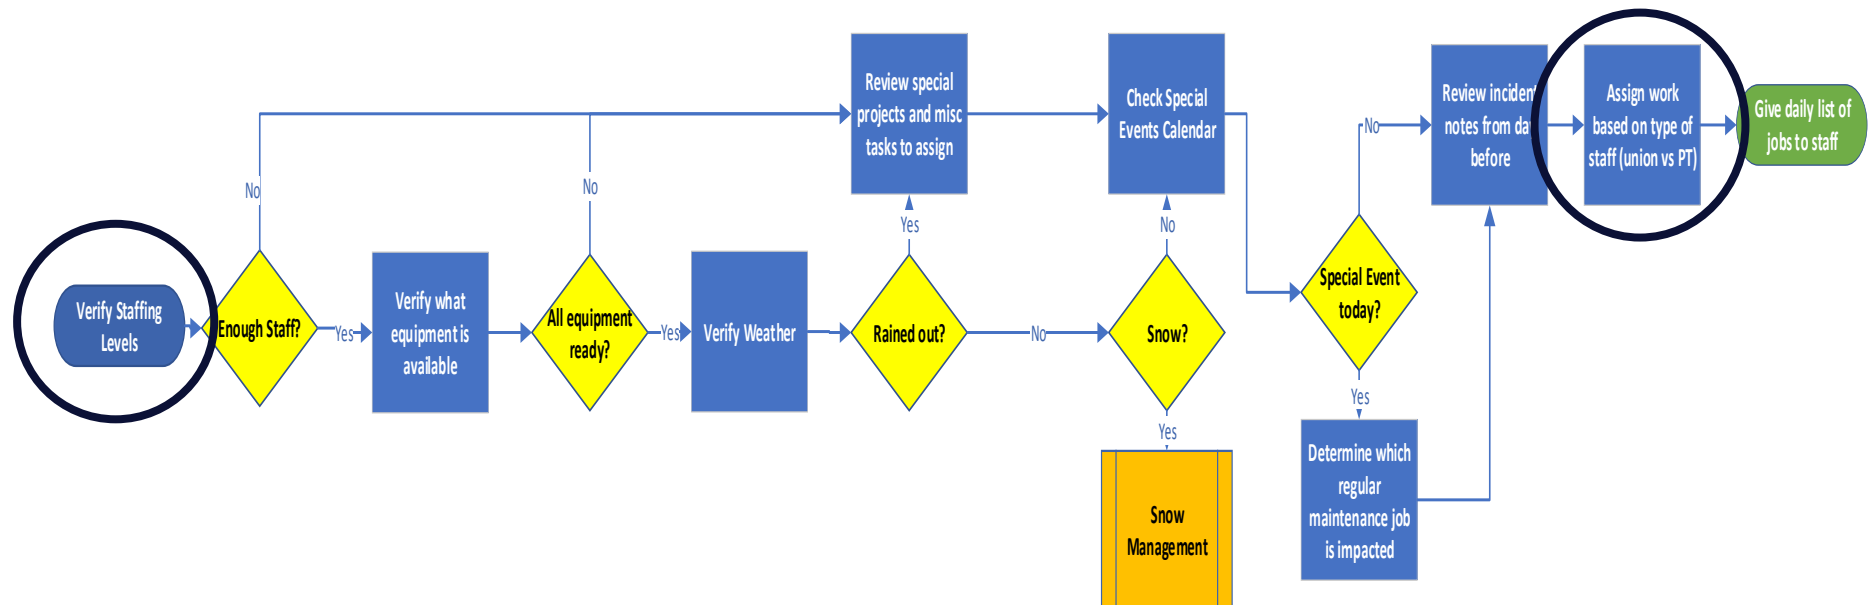 Verify Staffing
Levels
Enough Staff?
No
Yes
Verify what
equipment is
available
All equipment
ready?
No
Yes
Verify Weather
Rained out?
Yes
No
Review special
projects and misc
tasks to assign
Snow?
No
Yes
Check Special
Events Calendar
Snow
Management
Special Event
today?
No
Yes
Determine which
regular
maintenance job
is impacted
Review incident
notes from day
before
Assign work
based on type of
staff (union vs PT)
Give daily list of
jobs to staff